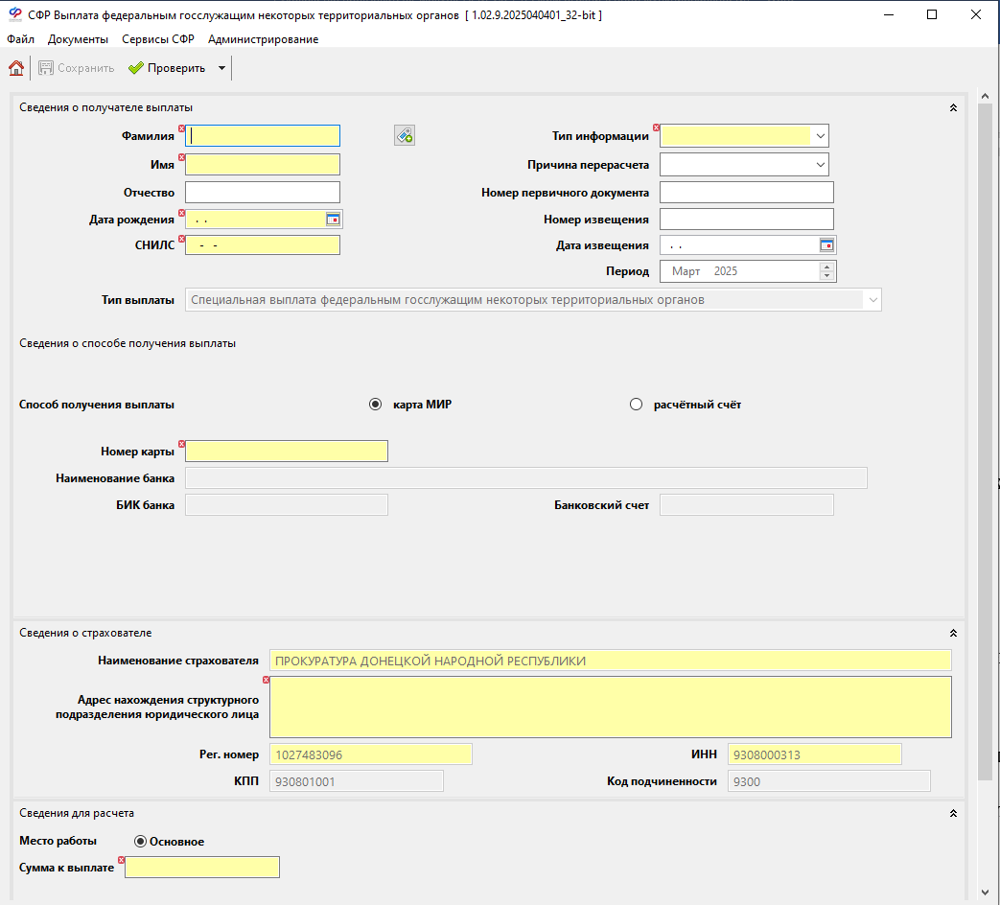 СФР Выплата федеральным госслужащим некоторых территориальных органов [ 1.02.9.2025040401_32-bit ]
Файл Документы Сервисы СФР Администрирование
Сохранить Проверить
Сведения о получателе выплаты
Фамилия Тип информации
Имя Причина перерасчета
Отчество Номер первичного документа
Дата рождения . . Номер извещения
СНИЛС - - Дата извещения . .
Период Март 2025
Тип выплаты Специальная выплата федеральным госслужащим некоторых территориальных органов
Сведения о способе получения выплаты
Способ получения выплаты карта МИР расчётный счёт
Номер карты
Наименование банка
БИК банка Банковский счет
Сведения о страхователе
Наименование страхователя ПРОКУРАТУРА ДОНЕЦКОЙ НАРОДНОЙ РЕСПУБЛИКИ
Адрес нахождения структурного
подразделения юридического лица
Рег. номер 1027483096 ИНН 9308000313
КПП 930801001 Код подчиненности 9300
Сведения для расчета
Место работы Основное
Сумма к выплате